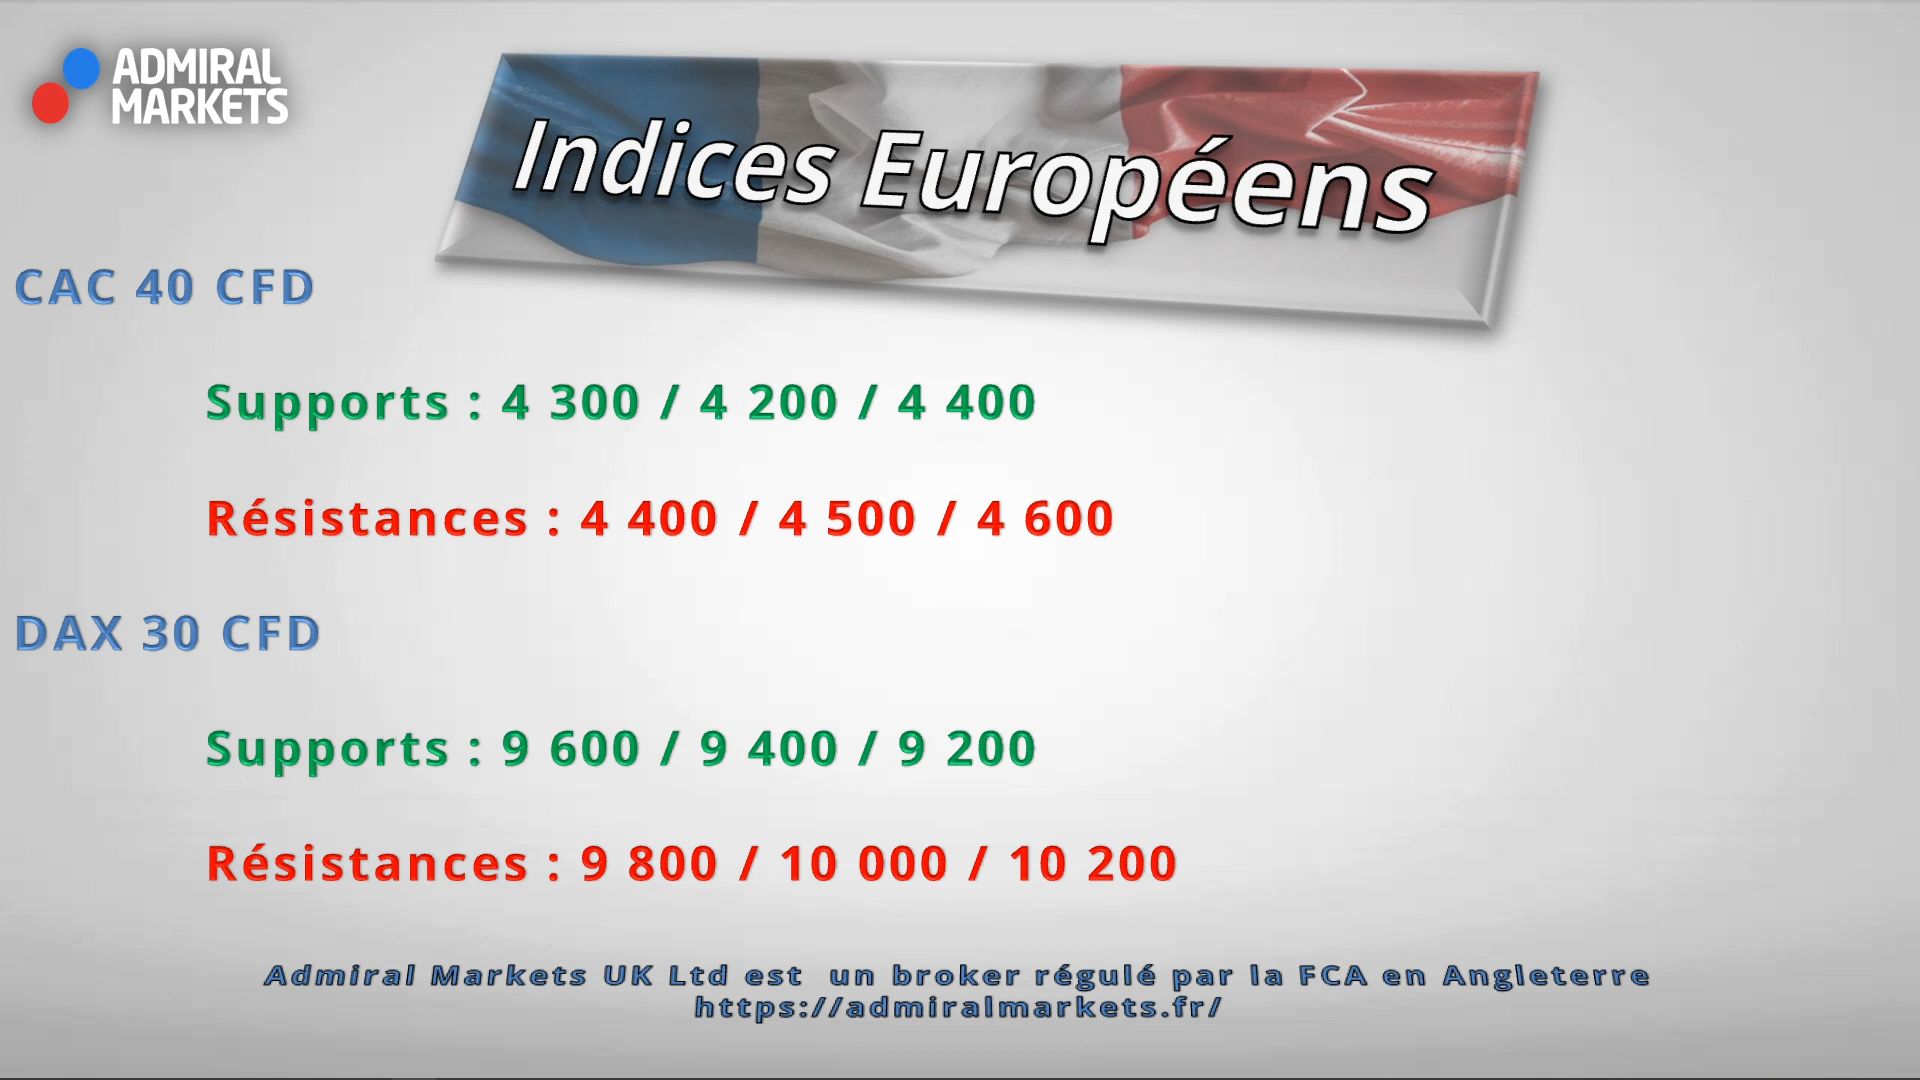 ADMIRAL
MARKETS
Indices Européens
CAC 40 CFD
Supports : 4 300 / 4 200 / 4 400
Résistances : 4 400 / 4 500 / 4 600
DAX 30 CFD
Supports : 9 600 / 9 400 / 9 200
Résistances : 9 800 / 10 000 / 10 200
Admiral Markets UK Ltd est un broker régulé par la FCA en Angleterre
https://admiralmarkets.fr/